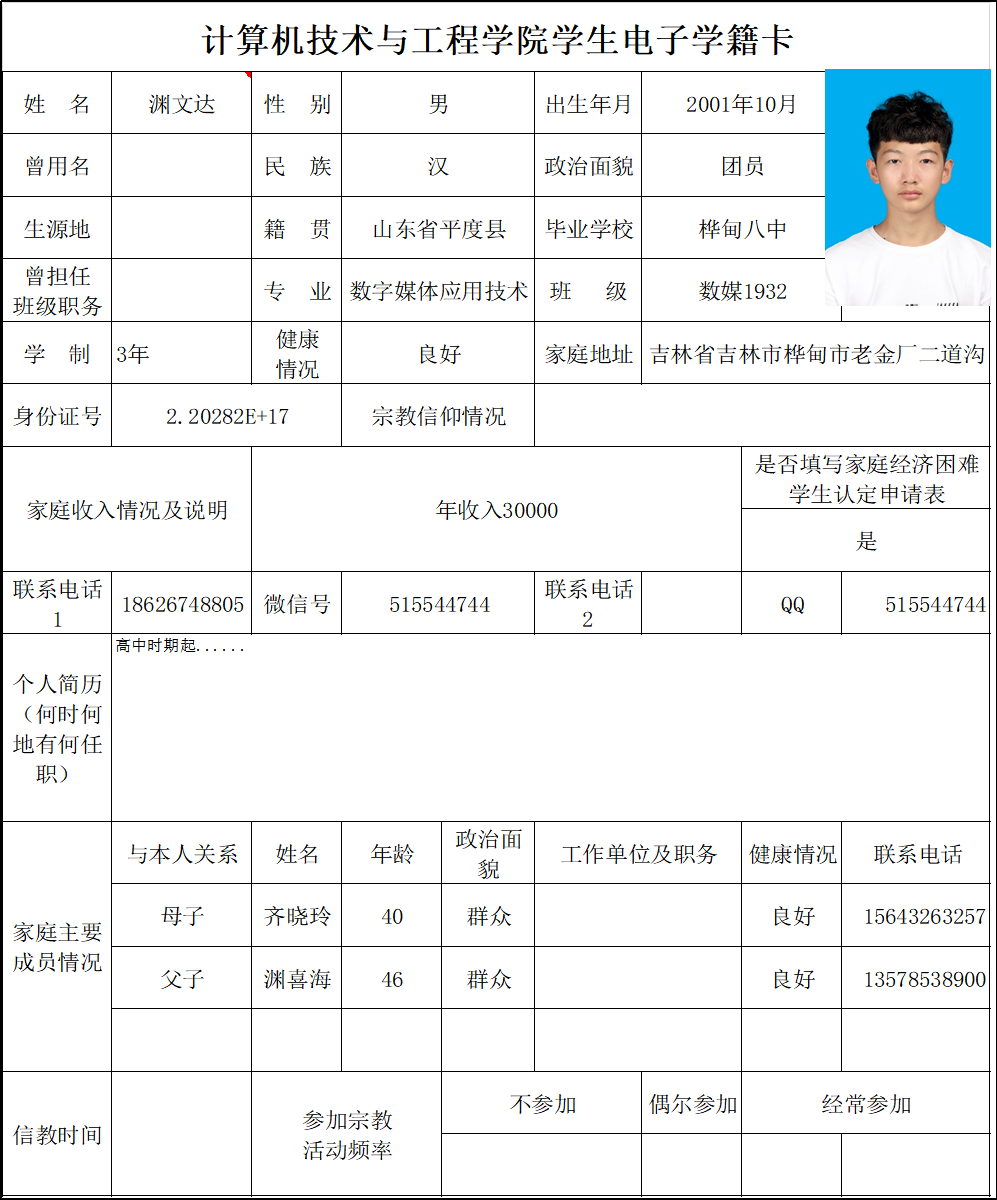 计算机技术与工程学院学生电子学籍卡
姓 名 渊文达 性 别 男 出生年月 2001年10月
曾用名 民 族 汉 政治面貌 团员
生源地 籍 贯 山东省平度县 毕业学校 桦甸八中
曾担任
班级职务 专 业 数字媒体应用技术 班 级 数媒1932
学 制 3年 健康
情况 良好 家庭地址 吉林省吉林市桦甸市老金厂二道沟
身份证号 2.20282E+17 宗教信仰情况
家庭收入情况及说明 年收入30000 是否填写家庭经济困难
学生认定申请表
是
联系电话
1 18626748805 微信号 515544744 联系电话
2 QQ 515544744
个人简历
（何时何
地有何任
职） 高中时期起......
家庭主要
成员情况 与本人关系 姓名 年龄 政治面
貌 工作单位及职务 健康情况 联系电话
母子 齐晓玲 40 群众 良好 15643263257
父子 渊喜海 46 群众 良好 13578538900
信教时间 参加宗教
活动频率 不参加 偶尔参加 经常参加